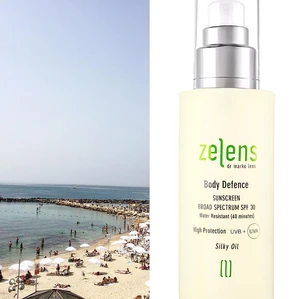 zelens
dr marko lens
Body Defence
SUNSCREEN
BROAD SPECTRUM SPF 30
Water Resistant (40 minutes)
High Protection UVB + UVA
Silky Oil